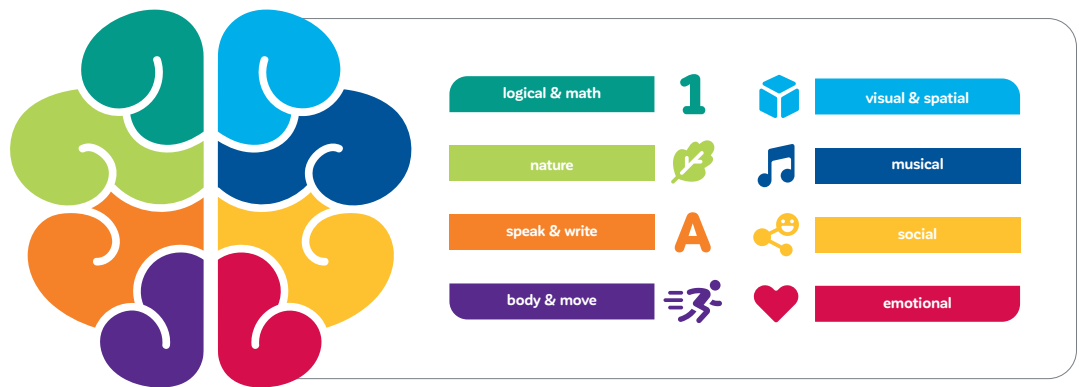 logical & math
1
visual & spatial
nature
musical
speak & write
A
social
body & move
emotional